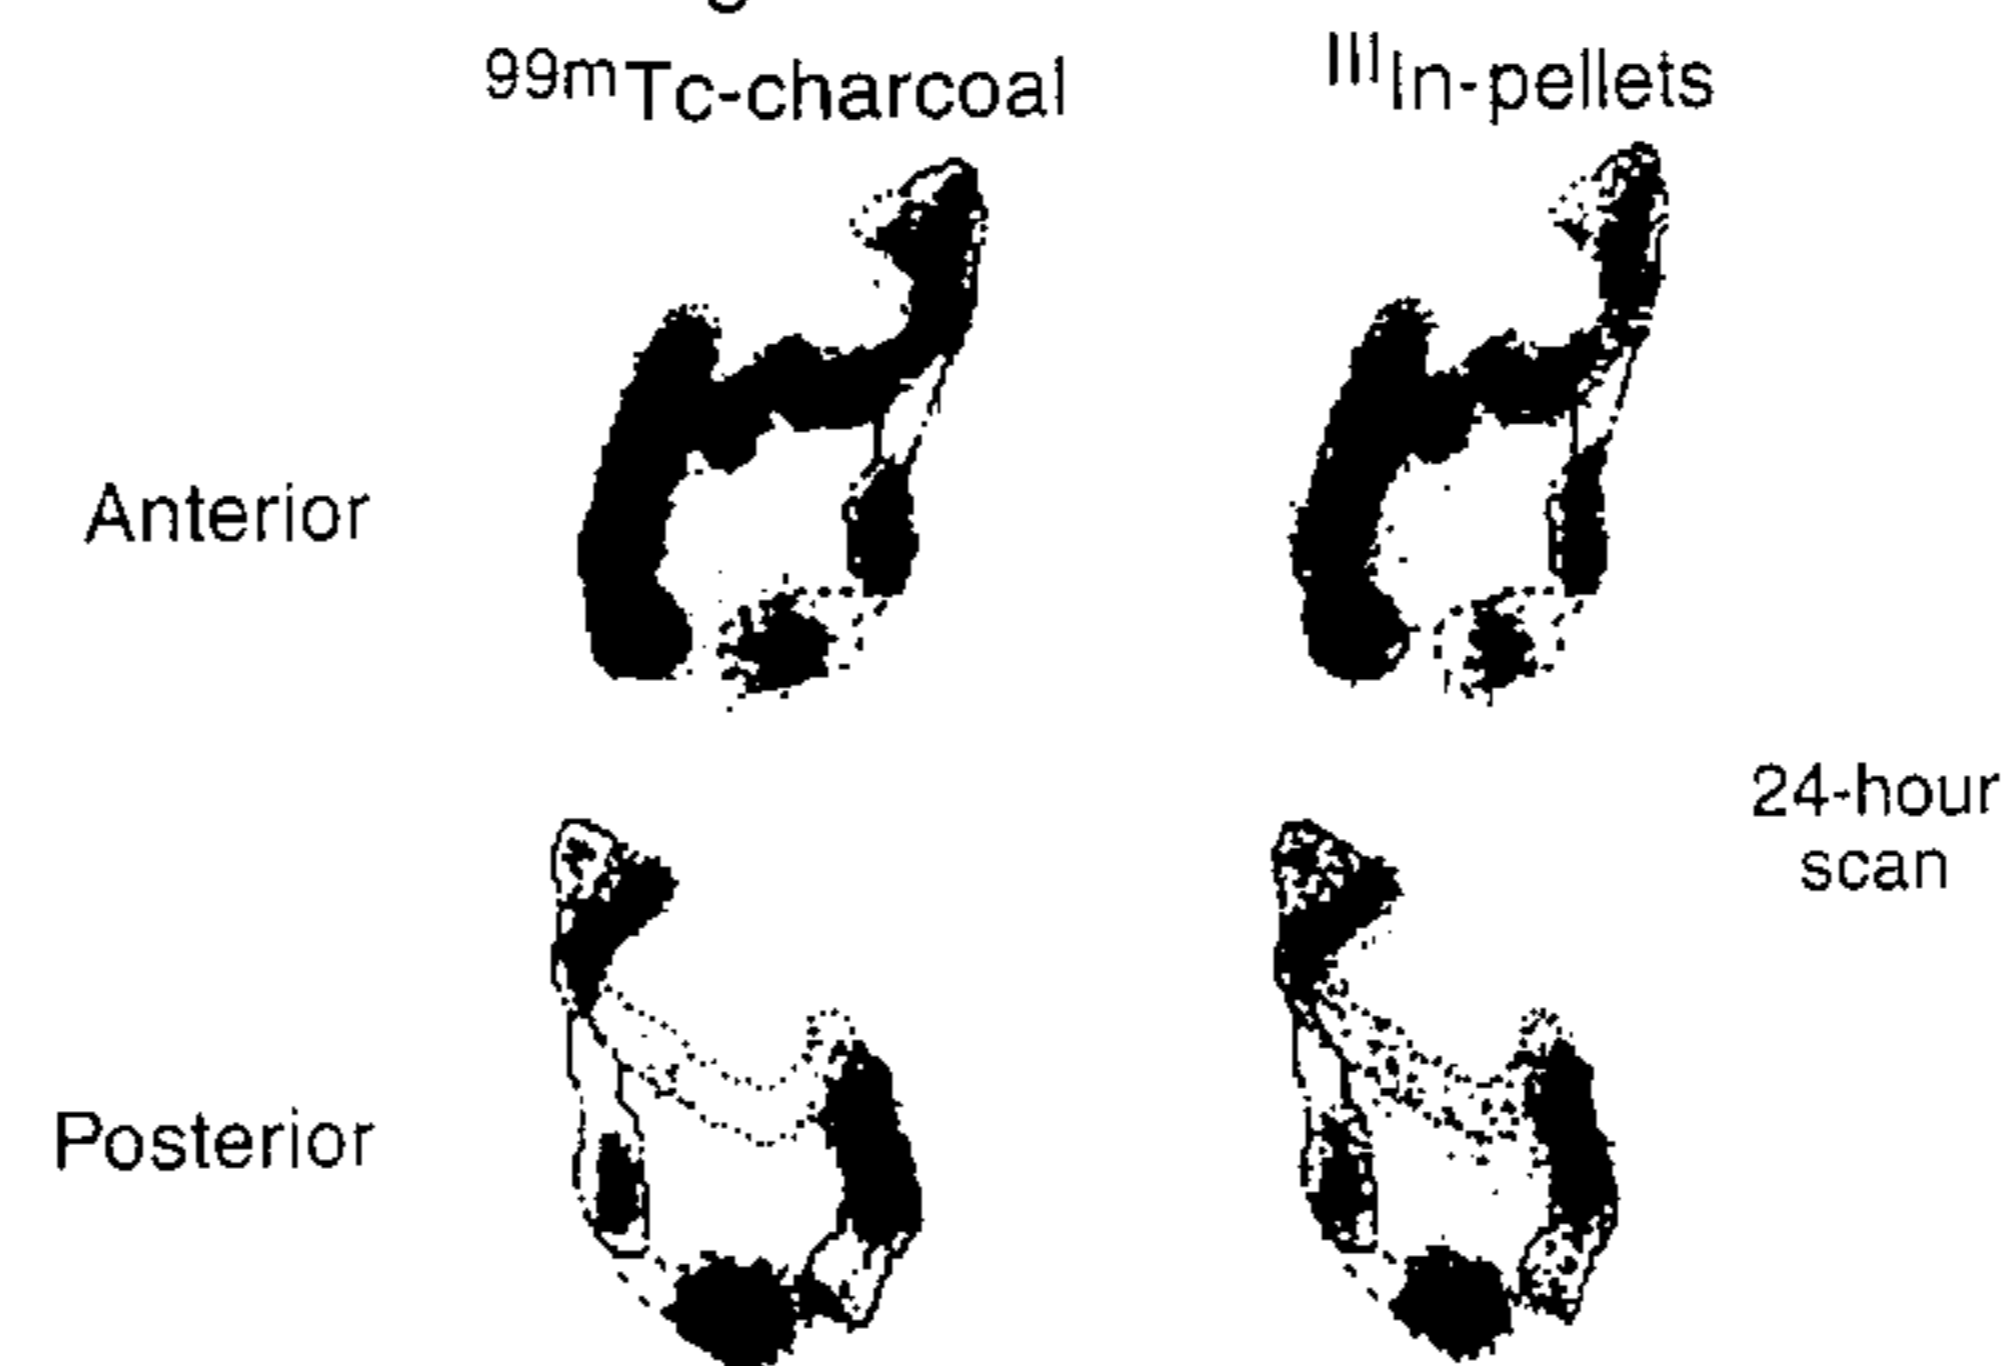 99mTc-charcoal
111In-pellets
Anterior
24-hour
scan
Posterior